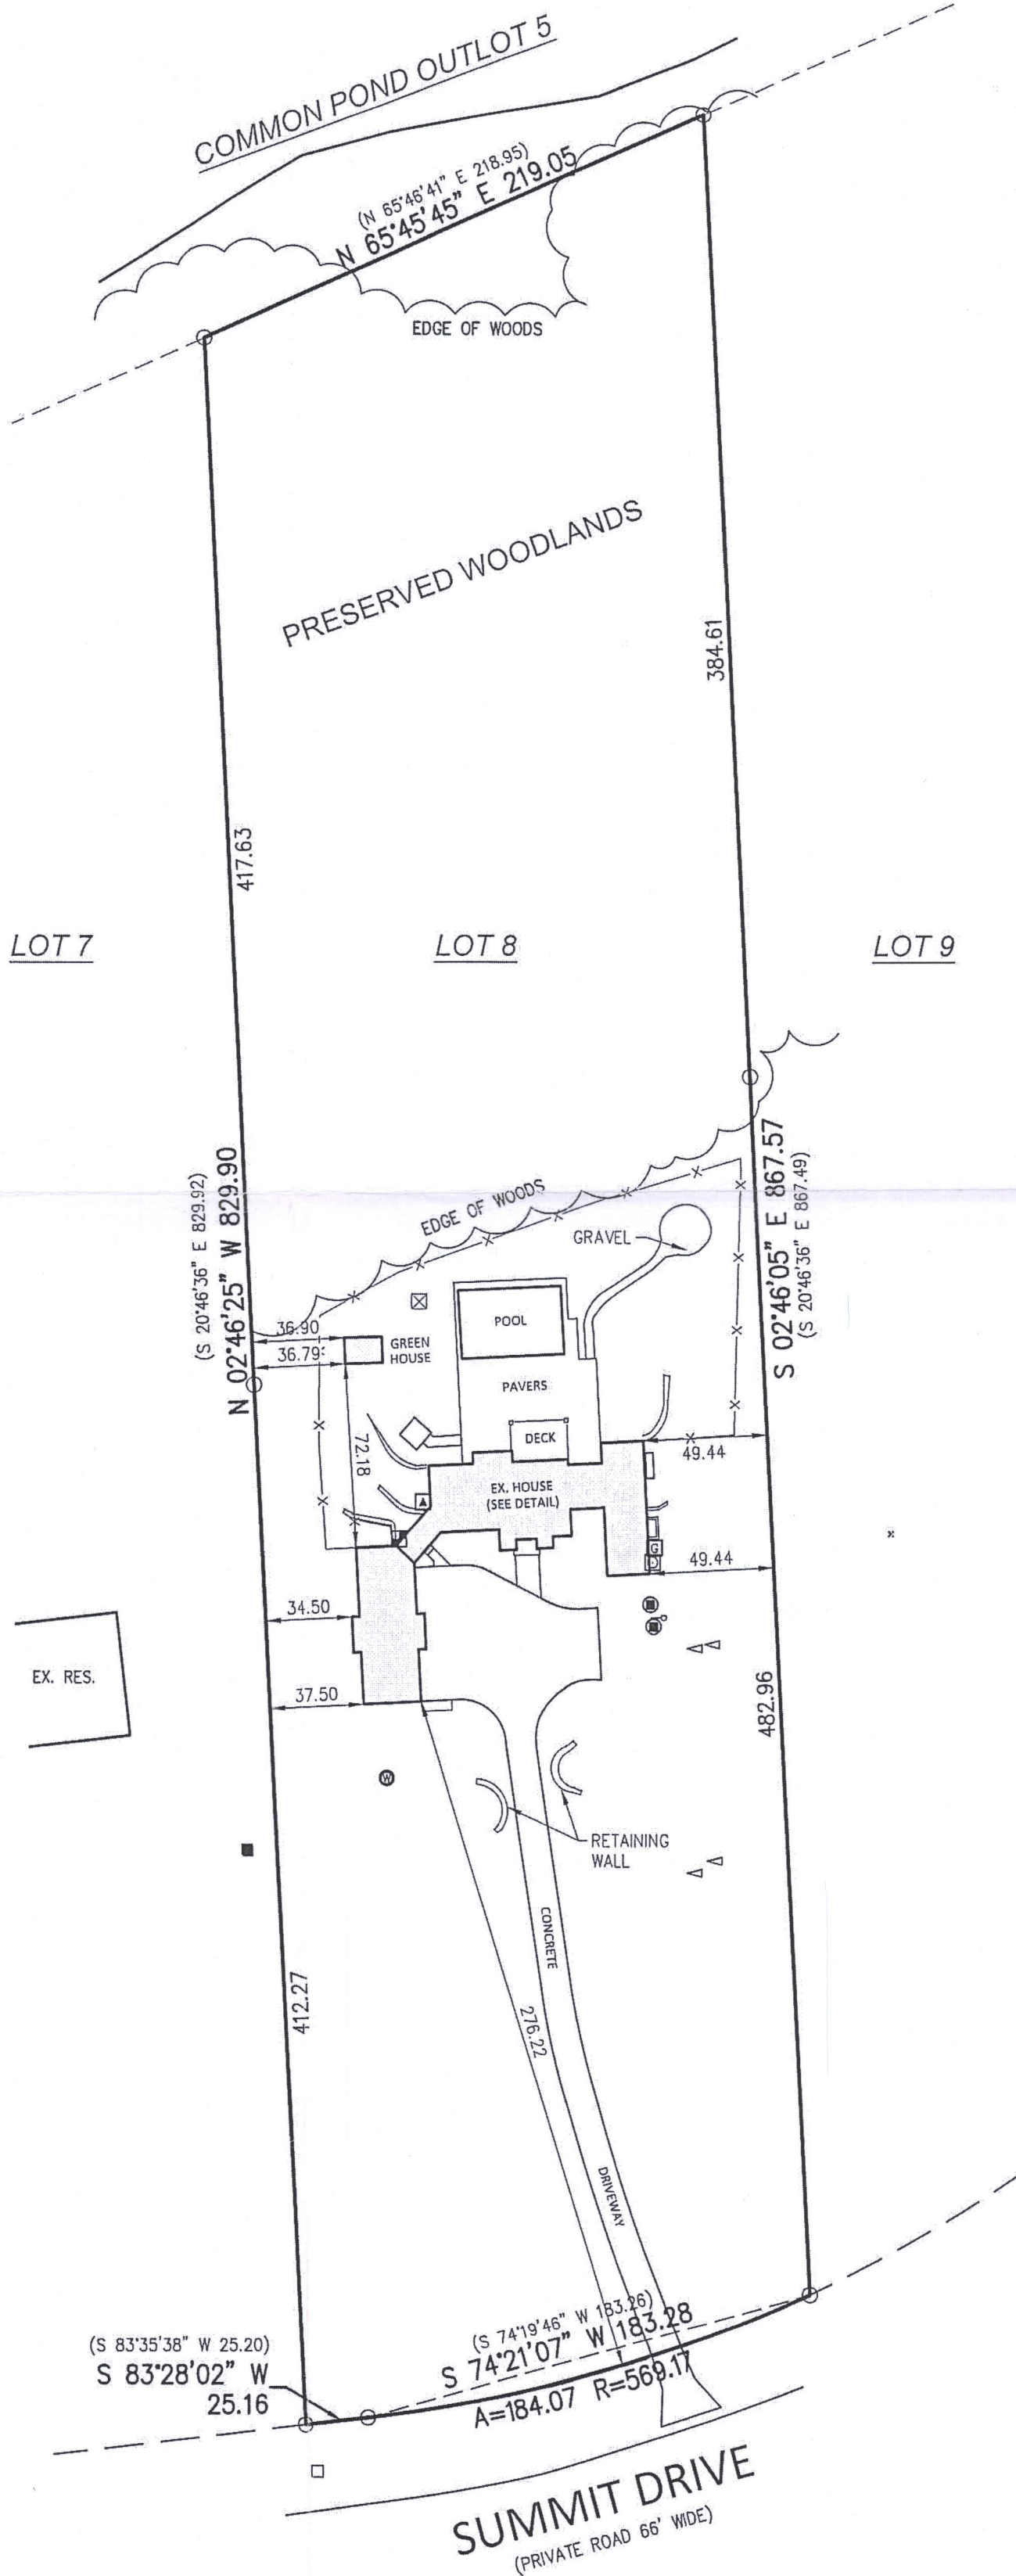 COMMON POND OUTLOT 5
(N 65°46'41" E 218.95)
N 65°45'45" E 219.05
EDGE OF WOODS
PRESERVED WOODLANDS
384.61
417.63
LOT 7
LOT 8
LOT 9
(S 20°46'36" E 829.92)
N 02°46'25" W 829.90
S 02°46'05" E 867.57
(S 20°46'36" E 867.49)
EDGE OF WOODS
GRAVEL
36.90
36.79
GREEN
HOUSE
POOL
PAVERS
DECK
72.18
49.44
EX. HOUSE
(SEE DETAIL)
G
49.44
34.50
EX. RES.
37.50
482.96
W
RETAINING
WALL
CONCRETE
412.27
276.22
DRIVEWAY
(S 83°35'38" W 25.20)
S 83°28'02" W
25.16
(S 74°19'46" W 183.26)
S 74°21'07" W 183.28
A=184.07 R=569.17
SUMMIT DRIVE
(PRIVATE ROAD 66' WIDE)